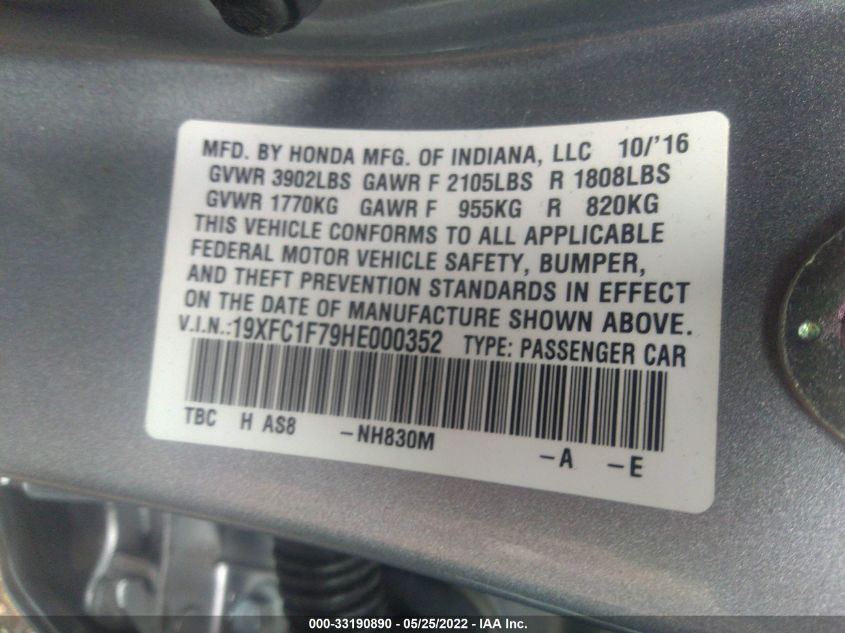 MFD. BY HONDA MFG. OF INDIANA, LLC 10/'16
GVWR 3902LBS GAWR F 2105LBS R 1808LBS
GVWR 1770KG GAWR F 955KG R 820KG
THIS VEHICLE CONFORMS TO ALL APPLICABLE
FEDERAL MOTOR VEHICLE SAFETY, BUMPER,
AND THEFT PREVENTION STANDARDS IN EFFECT
ON THE DATE OF MANUFACTURE SHOWN ABOVE.
V.I.N.:19XFC1F79HE000352 TYPE: PASSENGER CAR
TBC H AS8 -NH830M -A -E
000-33190890 - 05/25/2022 - IAA Inc.